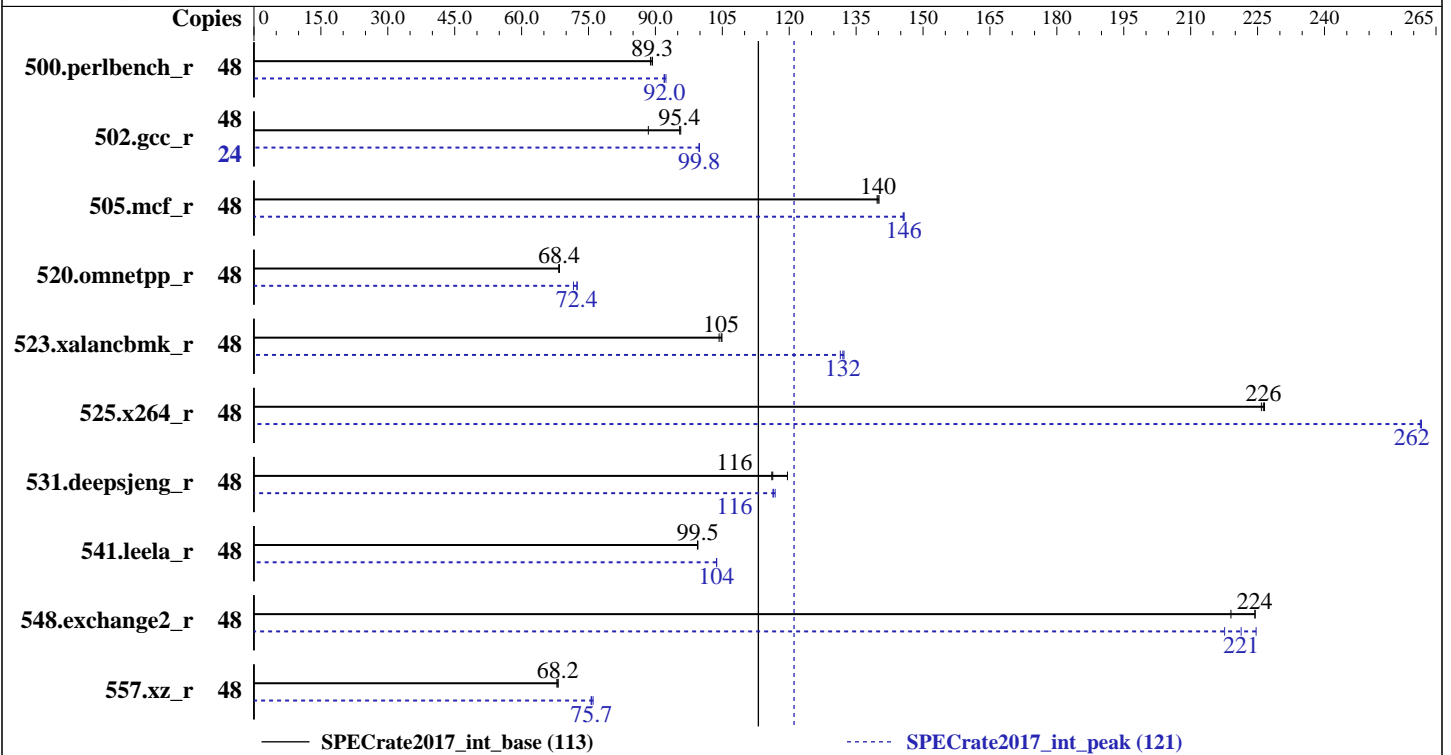 Copies 0 15.0 30.0 45.0 60.0 75.0 90.0 105 120 135 150 165 180 195 210 225 240 265
500.perlbench_r 48 89.3
92.0
502.gcc_r 48 95.4
24 99.8
505.mcf_r 48 140
146
520.omnetpp_r 48 68.4
72.4
523.xalancbmk_r 48 105
132
525.x264_r 48 226
262
531.deepsjeng_r 48 116
116
541.leela_r 48 99.5
104
548.exchange2_r 48 224
221
557.xz_r 48 68.2
75.7
SPECrate2017_int_base (113) SPECrate2017_int_peak (121)